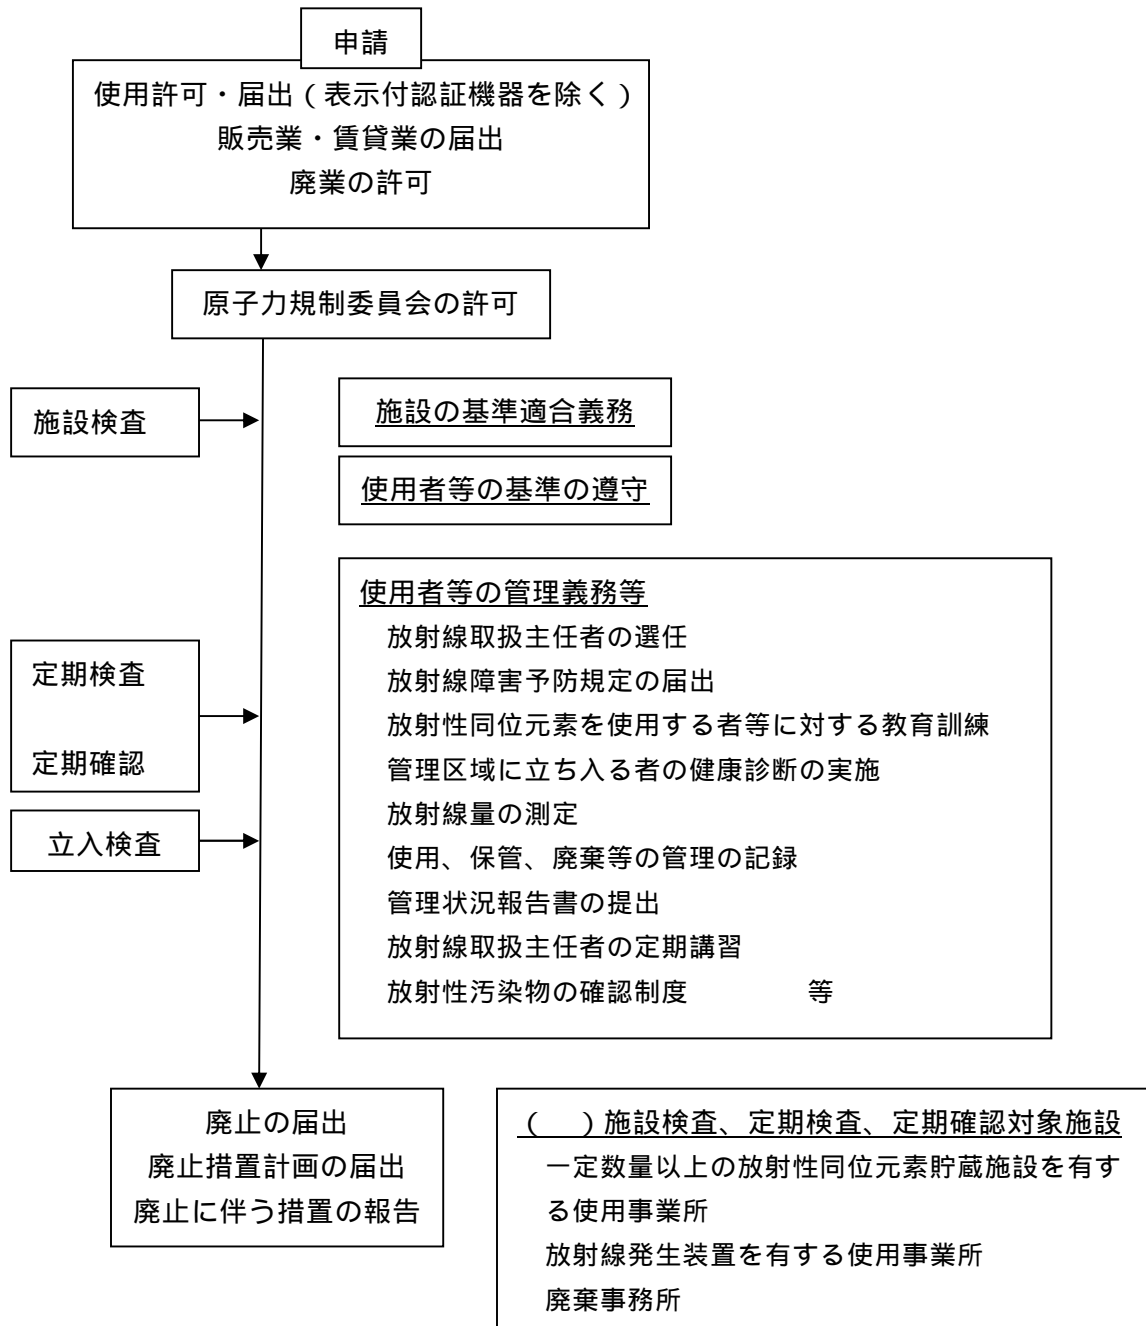 申請
使用許可・届出(表示付認証機器を除く)
販売業・賃貸業の届出
廃業の許可
原子力規制委員会の許可
施設検査
施設の基準適合義務
使用者等の基準の遵守
使用者等の管理義務等
放射線取扱主任者の選任
放射線障害予防規定の届出
放射性同位元素を使用する者等に対する教育訓練
管理区域に立ち入る者の健康診断の実施
放射線量の測定
使用、保管、廃棄等の管理の記録
管理状況報告書の提出
放射線取扱主任者の定期講習
放射性汚染物の確認制度 等
定期検査
定期確認
立入検査
廃止の届出
廃止措置計画の届出
廃止に伴う措置の報告
( )施設検査、定期検査、定期確認対象施設
一定数量以上の放射性同位元素貯蔵施設を有す
る使用事業所
放射線発生装置を有する使用事業所
廃棄事務所